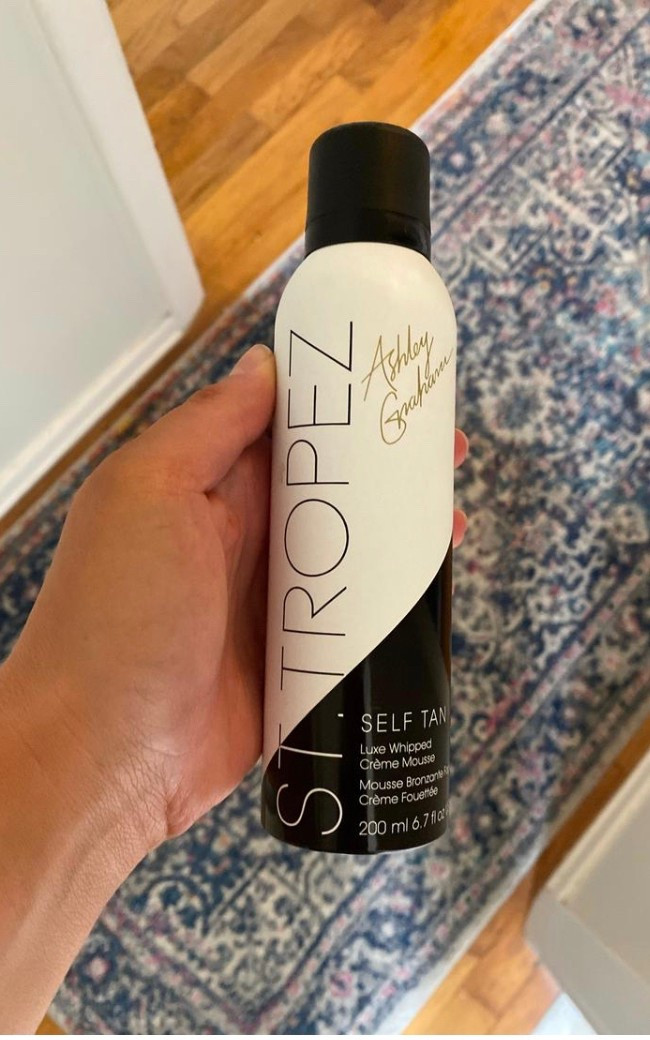 ST. TROPEZ
Ashley
Graham
SELF TAN
Luxe Whipped
Crème Mousse
Mousse Bronzante
Crème Fouettée
200 ml 6.7 fl oz